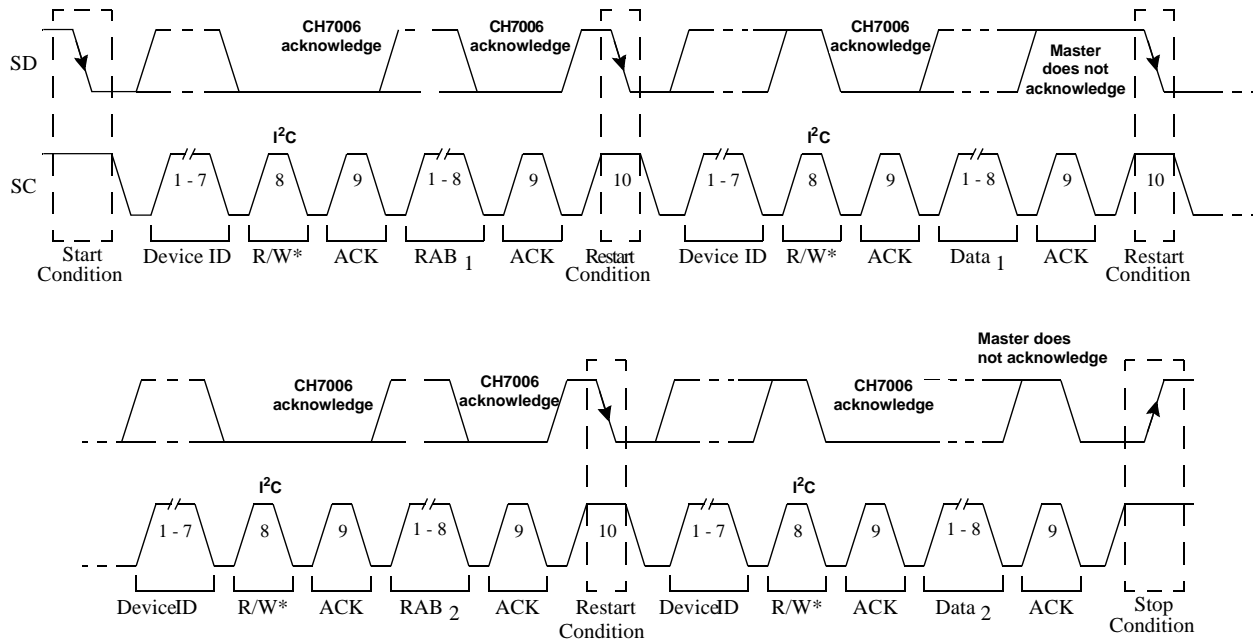 CH7006 acknowledge
CH7006 acknowledge
CH7006 acknowledge
Master does not acknowledge
SD
I²C
I²C
SC
1 - 7
8
9
1 - 8
9
10
1 - 7
8
9
1 - 8
9
10
Start Condition
Device ID
R/W*
ACK
RAB 1
ACK
Restart Condition
Device ID
R/W*
ACK
Data 1
ACK
Restart Condition
CH7006 acknowledge
CH7006 acknowledge
CH7006 acknowledge
Master does not acknowledge
I²C
I²C
1 - 7
8
9
1 - 8
9
10
1 - 7
8
9
1 - 8
9
DeviceID
R/W*
ACK
RAB 2
ACK
Restart Condition
DeviceID
R/W*
ACK
Data 2
ACK
Stop Condition